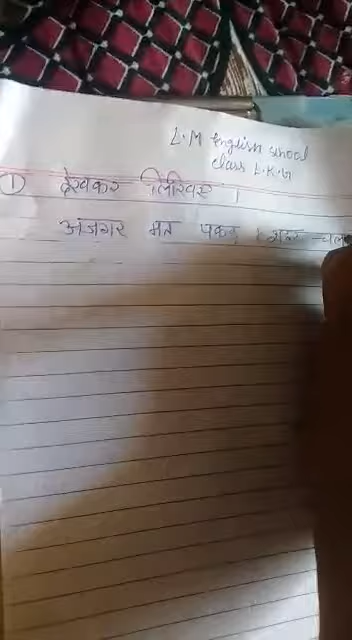 L.M english school
class L.K.G
① देखकर लिखिए ।
अजगर मत पकड़